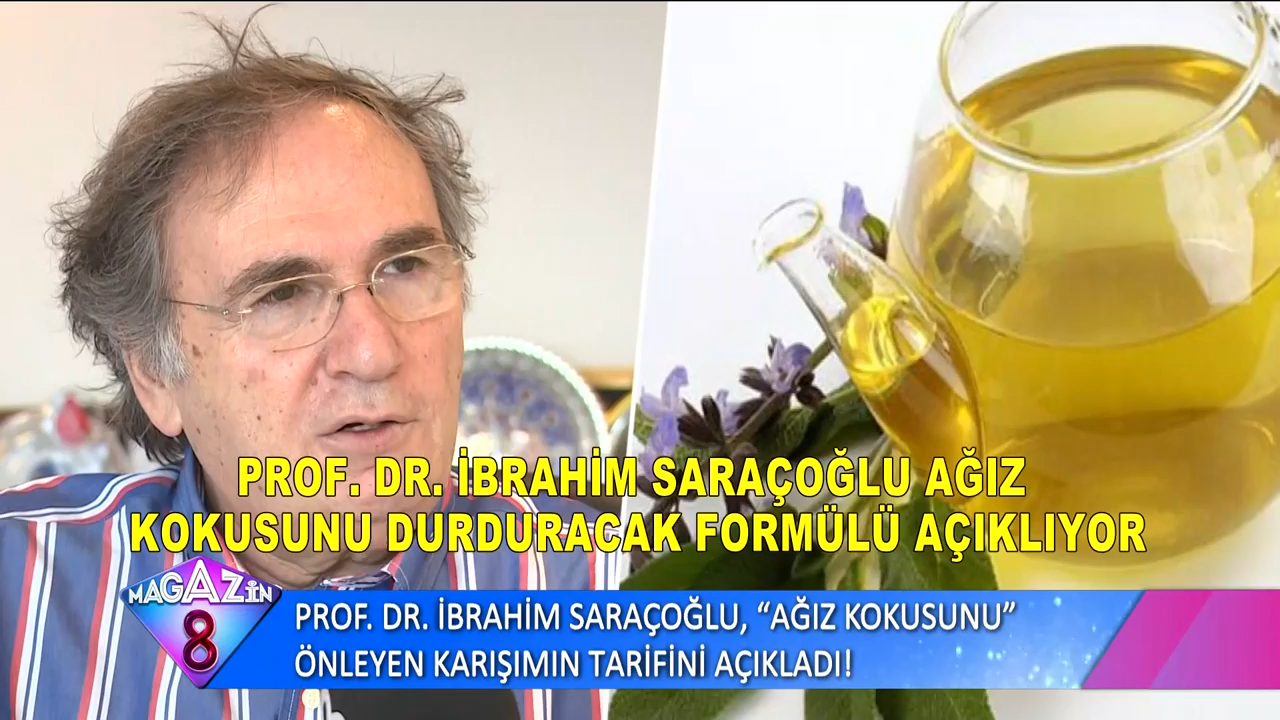 PROF. DR. İBRAHİM SARAÇOĞLU AĞIZ
KOKUSUNU DURDURACAK FORMÜLÜ AÇIKLIYOR
MAGAZİN
8
PROF. DR. İBRAHİM SARAÇOĞLU, “AĞIZ KOKUSUNU”
ÖNLEYEN KARIŞIMIN TARİFİNİ AÇIKLADI!